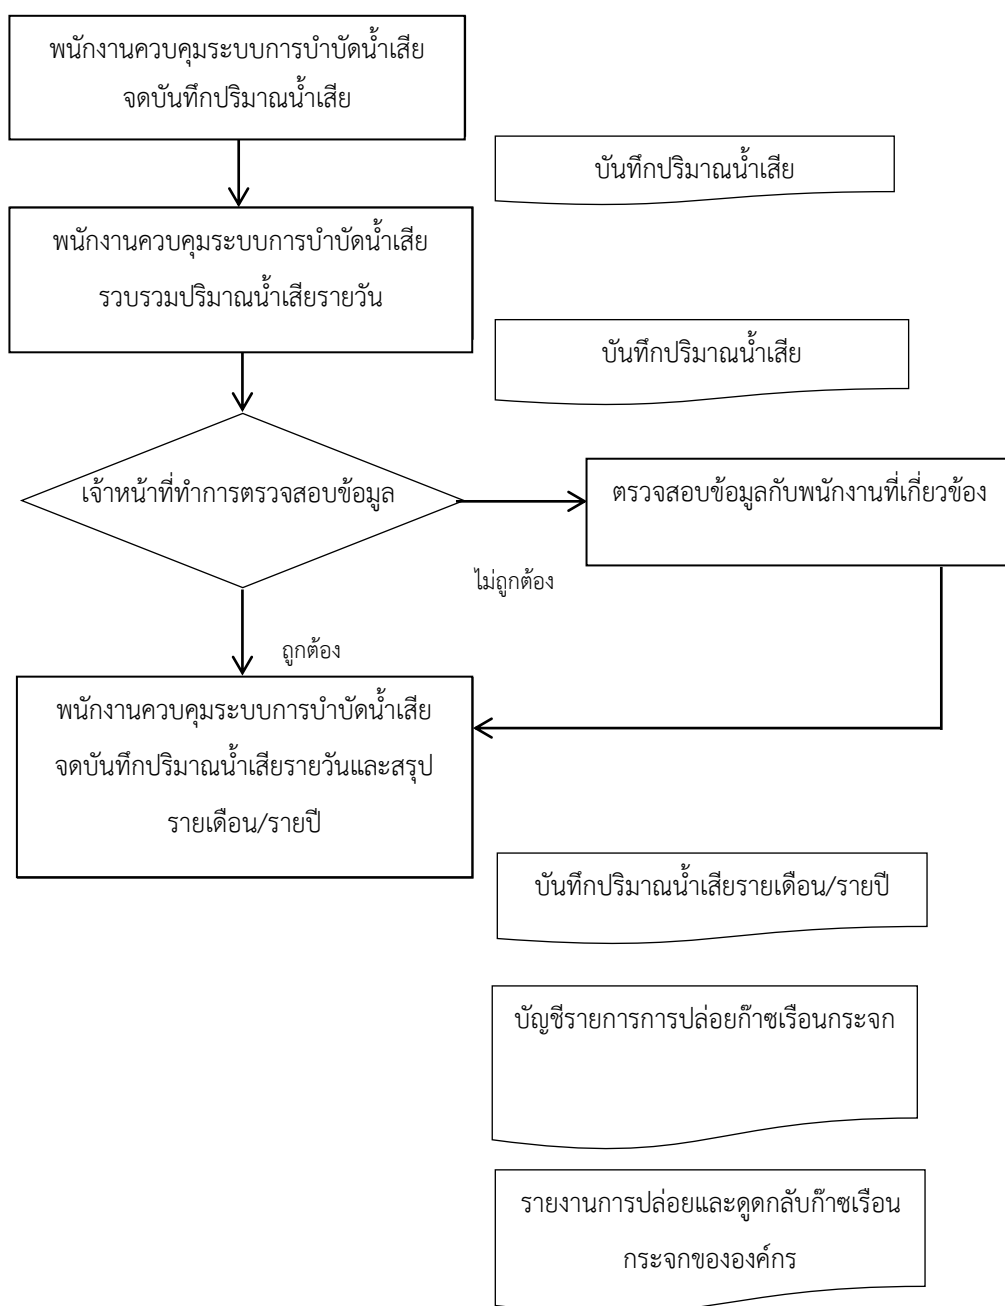 พนักงานควบคุมระบบการบำบัดน้ำเสีย
จดบันทึกปริมาณน้ำเสีย
บันทึกปริมาณน้ำเสีย
พนักงานควบคุมระบบการบำบัดน้ำเสีย
รวบรวมปริมาณน้ำเสียรายวัน
บันทึกปริมาณน้ำเสีย
เจ้าหน้าที่ทำการตรวจสอบข้อมูล
ตรวจสอบข้อมูลกับพนักงานที่เกี่ยวข้อง
ไม่ถูกต้อง
ถูกต้อง
พนักงานควบคุมระบบการบำบัดน้ำเสีย
จดบันทึกปริมาณน้ำเสียรายวันและสรุป
รายเดือน/รายปี
บันทึกปริมาณน้ำเสียรายเดือน/รายปี
บัญชีรายการการปล่อยก๊าซเรือนกระจก
รายงานการปล่อยและดูดกลับก๊าซเรือน
กระจกขององค์กร